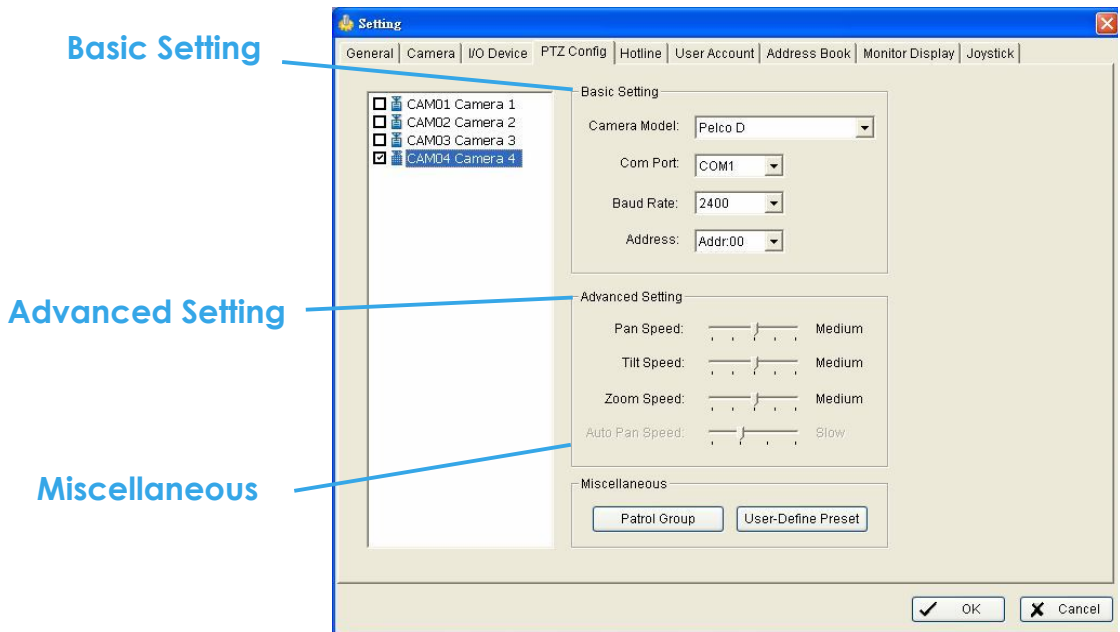 Setting
General Camera I/O Device PTZ Config Hotline User Account Address Book Monitor Display Joystick
Basic Setting
CAM01 Camera 1
CAM02 Camera 2
CAM03 Camera 3
CAM04 Camera 4
Basic Setting
Camera Model: Pelco D
Com Port: COM1
Baud Rate: 2400
Address: Addr:00
Advanced Setting
Advanced Setting
Pan Speed: Medium
Tilt Speed: Medium
Zoom Speed: Medium
Auto Pan Speed: Slow
Miscellaneous
Miscellaneous
Patrol Group User-Define Preset
OK Cancel